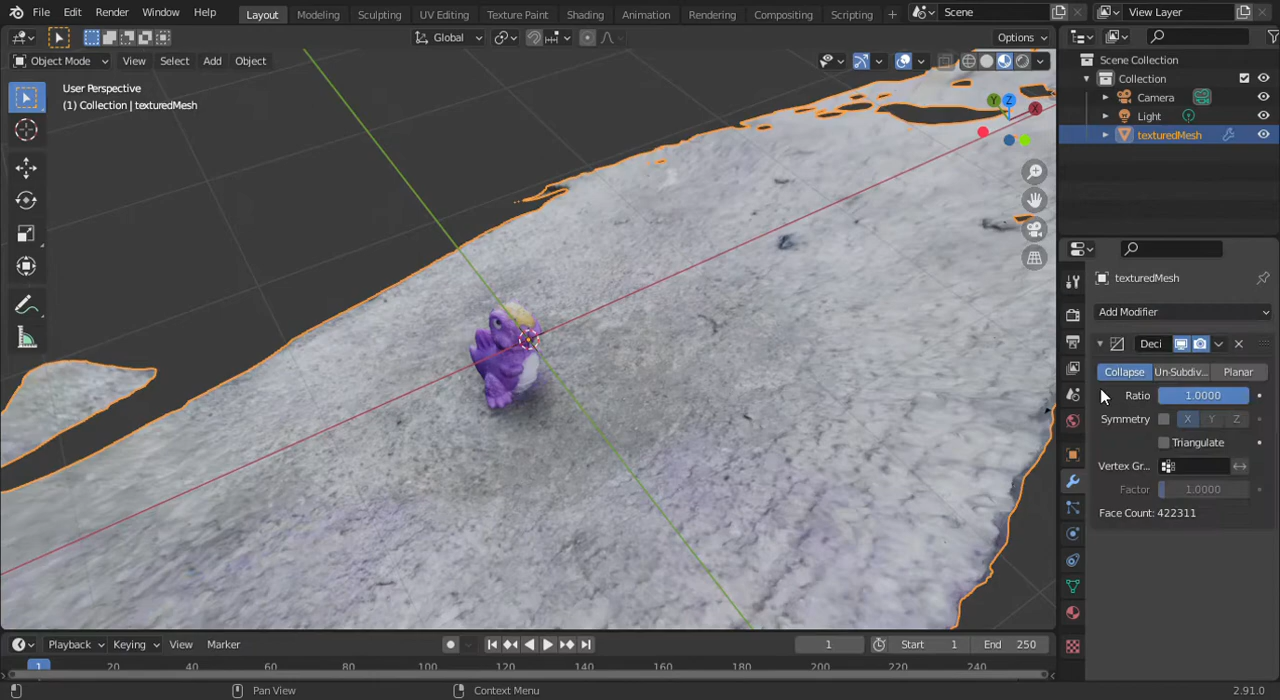 File Edit Render Window Help Layout Modeling Sculpting UV Editing Texture Paint Shading Animation Rendering Compositing Scripting + Scene View Layer
Global Options
Object Mode View Select Add Object
User Perspective
(1) Collection | texturedMesh
Y Z X
Scene Collection
Collection
Camera
Light
texturedMesh
texturedMesh
Add Modifier
Deci
Collapse Un-Subdiv... Planar
Ratio 1.0000
Symmetry X Y Z
Triangulate
Vertex Gr...
Factor 1.0000
Face Count: 422311
Playback Keying View Marker 1 Start 1 End 250
1 20 40 60 80 100 120 140 160 180 200 220 240
Pan View Context Menu 2.91.0